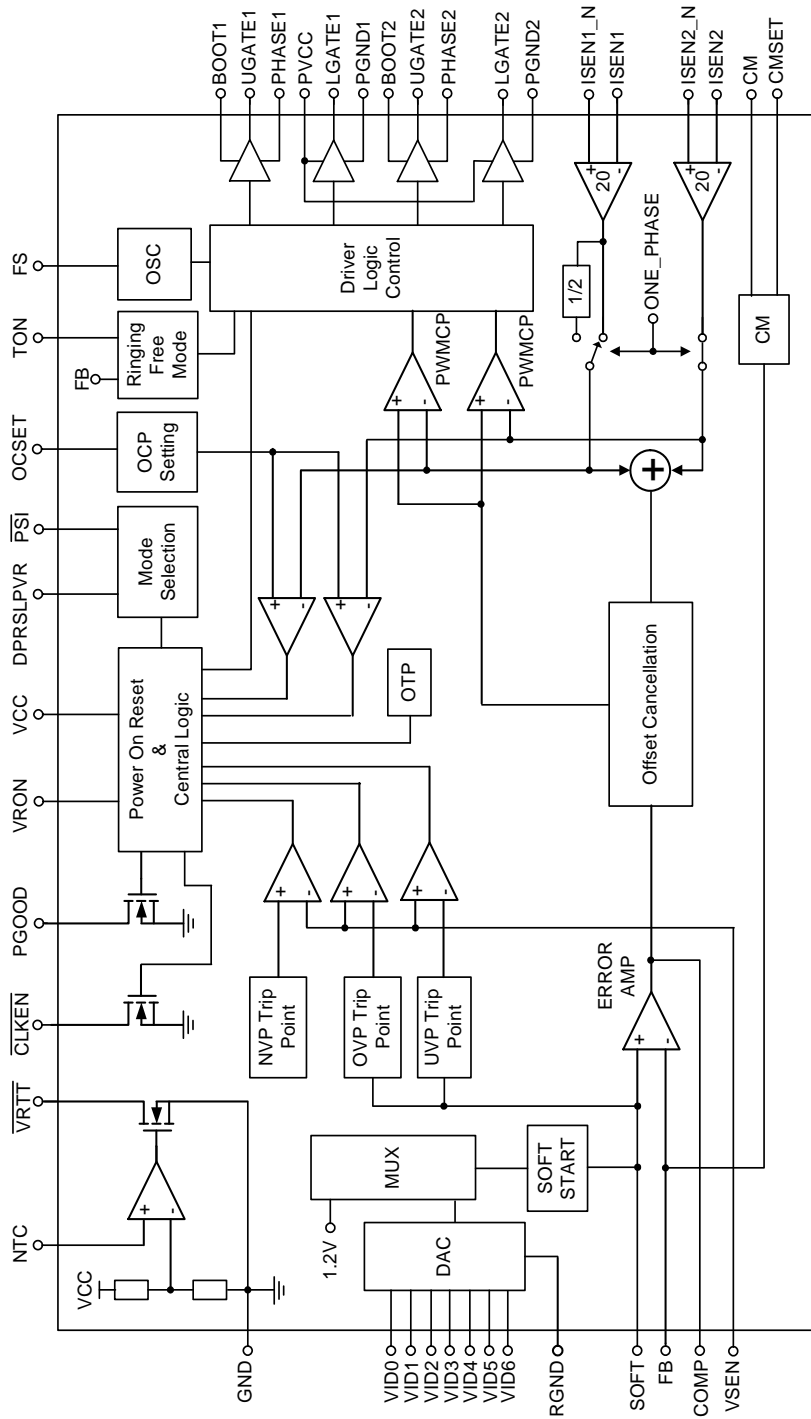 BOOT1
UGATE1
PHASE1
PVCC
LGATE1
PGND1
BOOT2
UGATE2
PHASE2
LGATE2
PGND2
ISEN1_N
ISEN1
ISEN2_N
ISEN2
CM
CMSET
FS
TON
FB
OCSET
PSI
DPRSLPVR
VCC
VRON
PGOOD
CLKEN
VRTT
NTC
OSC
Ringing
Free
Mode
OCP
Setting
Mode
Selection
Power On Reset
&
Central Logic
Driver
Logic
Control
+
-
PWMCP
+
-
PWMCP
+
-
20
+
-
20
1/2
ONE_PHASE
CM
+
+
-
+
-
OTP
Offset Cancellation
+
-
+
-
+
-
NVP Trip
Point
OVP Trip
Point
UVP Trip
Point
ERROR
AMP
+
-
+
-
VCC
MUX
SOFT
START
1.2V
DAC
GND
VID0
VID1
VID2
VID3
VID4
VID5
VID6
RGND
SOFT
FB
COMP
VSEN